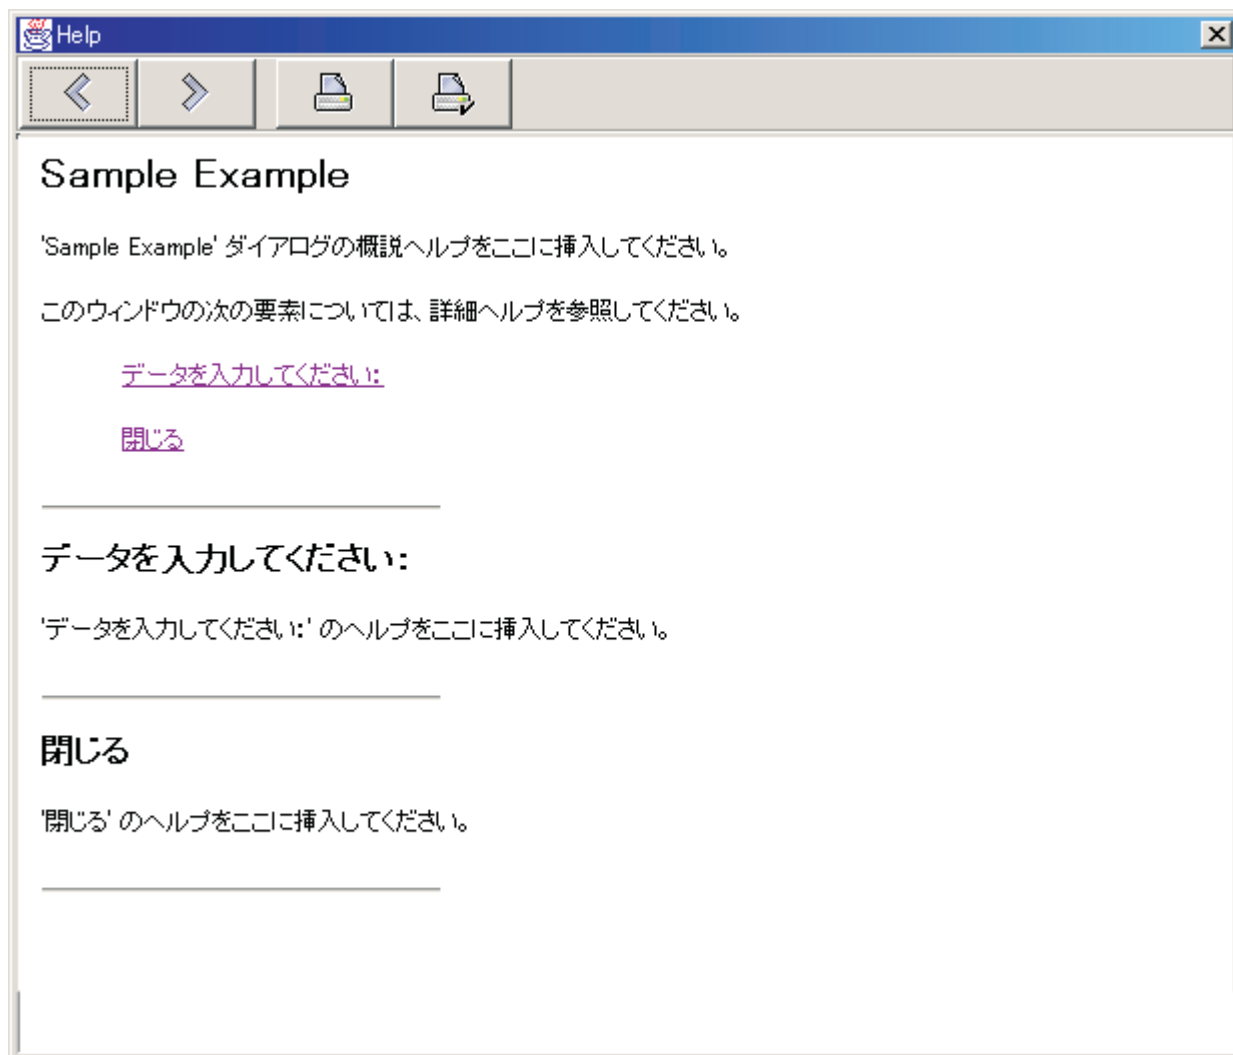 Help
Sample Example
'Sample Example' ダイアログの概説ヘルプをここに挿入してください。
このウィンドウの次の要素については、詳細ヘルプを参照してください。
データを入力してください:
閉じる
データを入力してください:
'データを入力してください:' のヘルプをここに挿入してください。
閉じる
'閉じる' のヘルプをここに挿入してください。